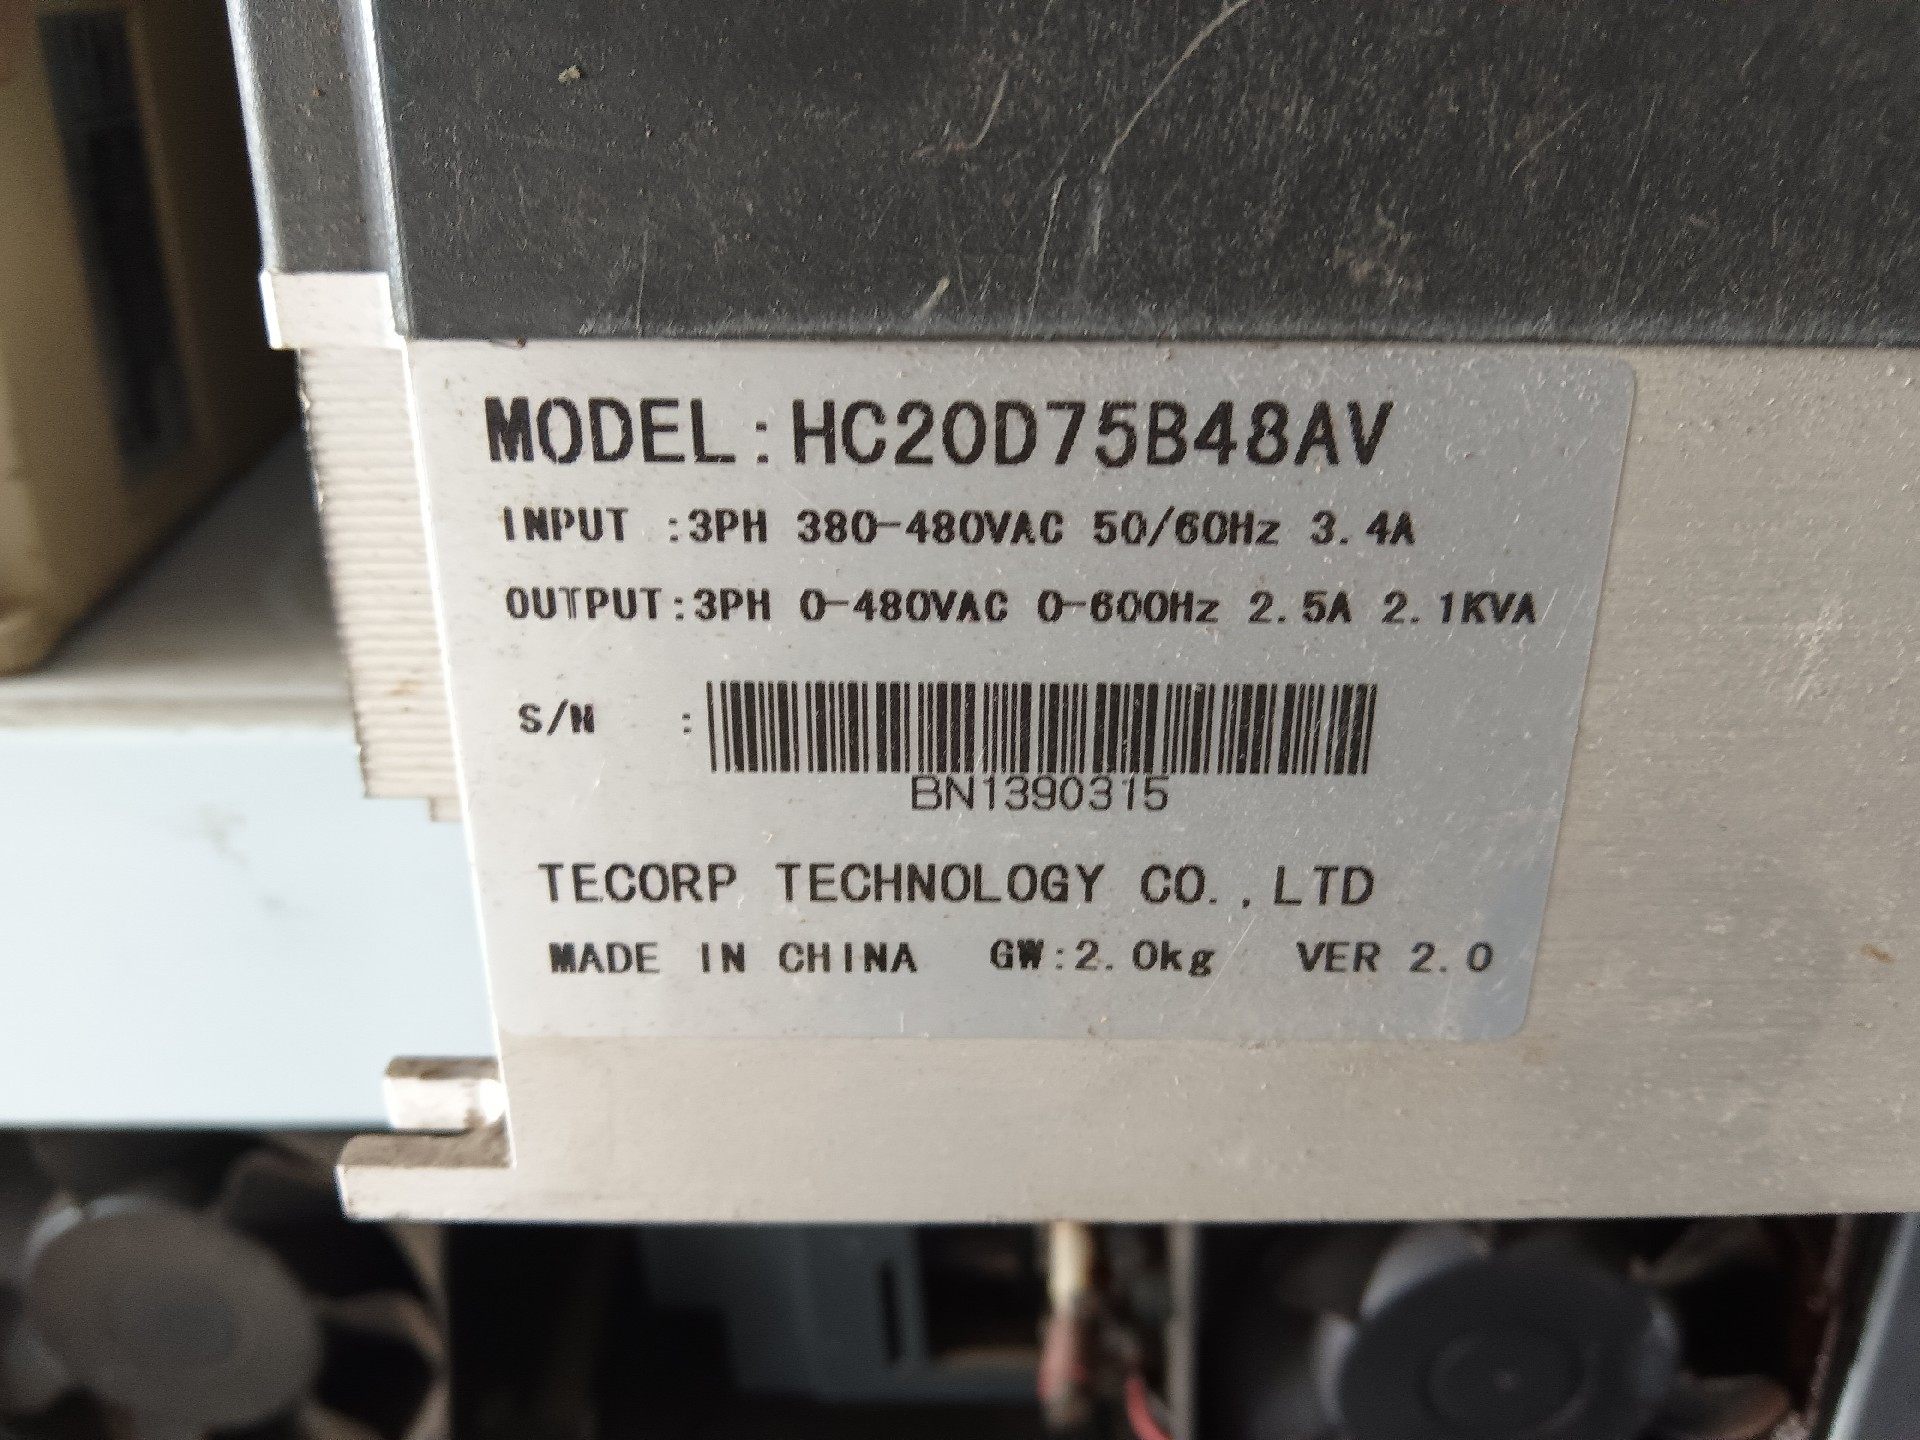 MODEL:HC20D75B48AV
INPUT :3PH 380-480VAC 50/60Hz 3.4A
OUTPUT:3PH 0-480VAC 0-600Hz 2.5A 2.1KVA
S/N :
BN1390315
TECORP TECHNOLOGY CO.,LTD
MADE IN CHINA GW:2.0kg VER 2.0